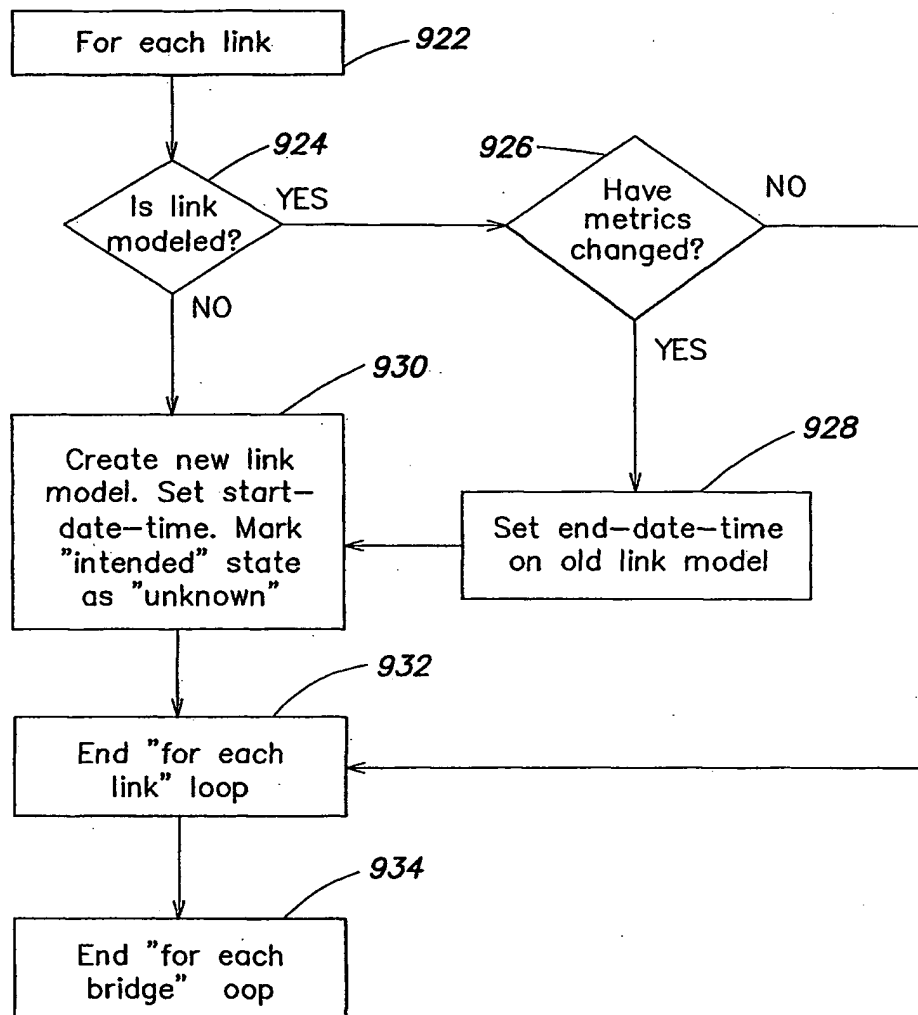 For each link
922
924
Is link
modeled?
YES
NO
926
Have
metrics
changed?
NO
YES
930
Create new link
model. Set start–
date–time. Mark
"intended" state
as "unknown"
928
Set end–date–time
on old link model
932
End "for each
link" loop
934
End "for each
bridge" oop